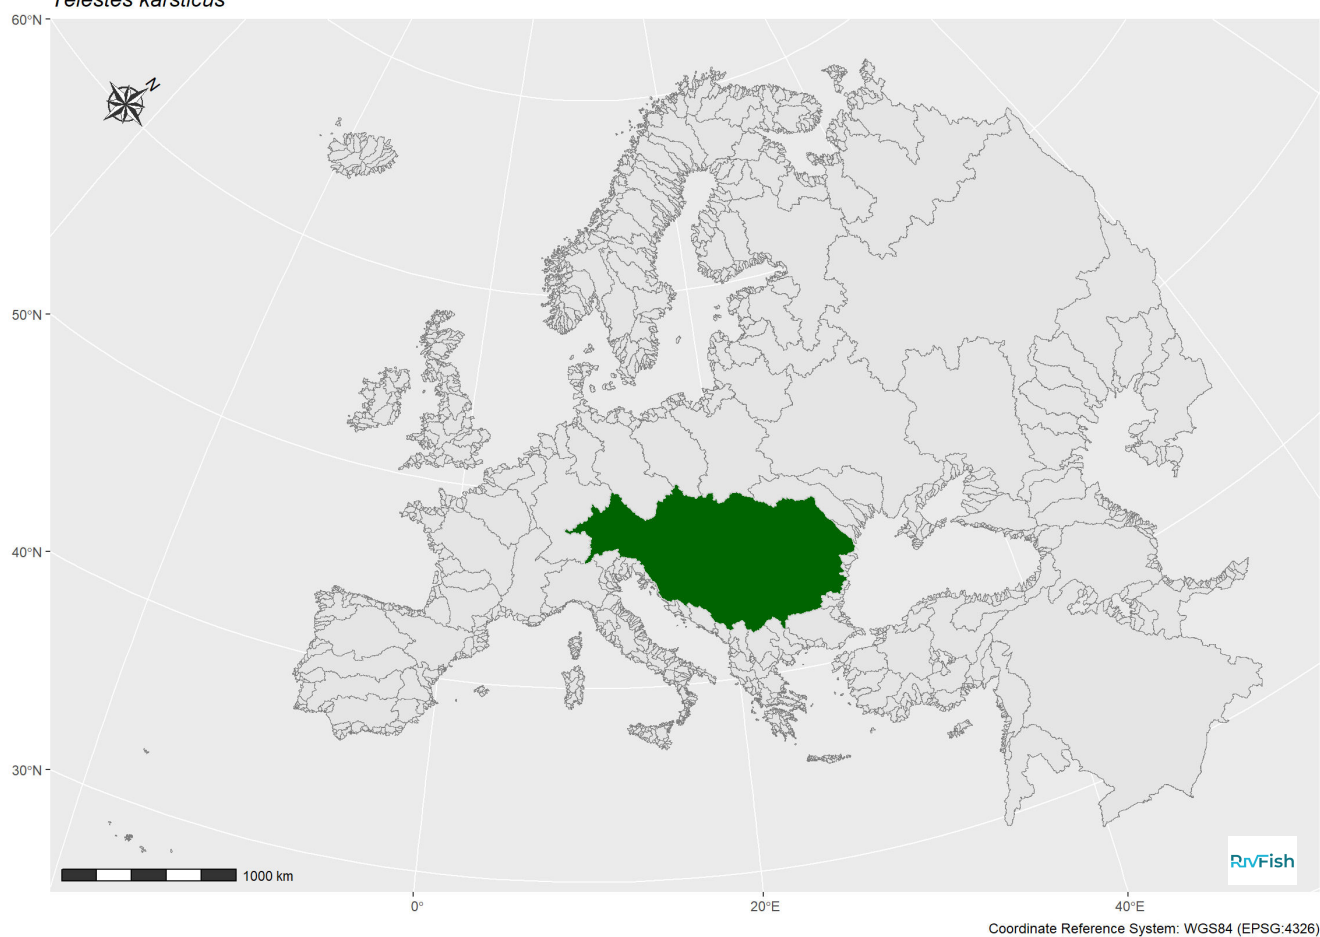 Telestes karsticus
60°N
N
50°N
40°N
30°N
1000 km
RivFish
0°
20°E
40°E
Coordinate Reference System: WGS84 (EPSG:4326)